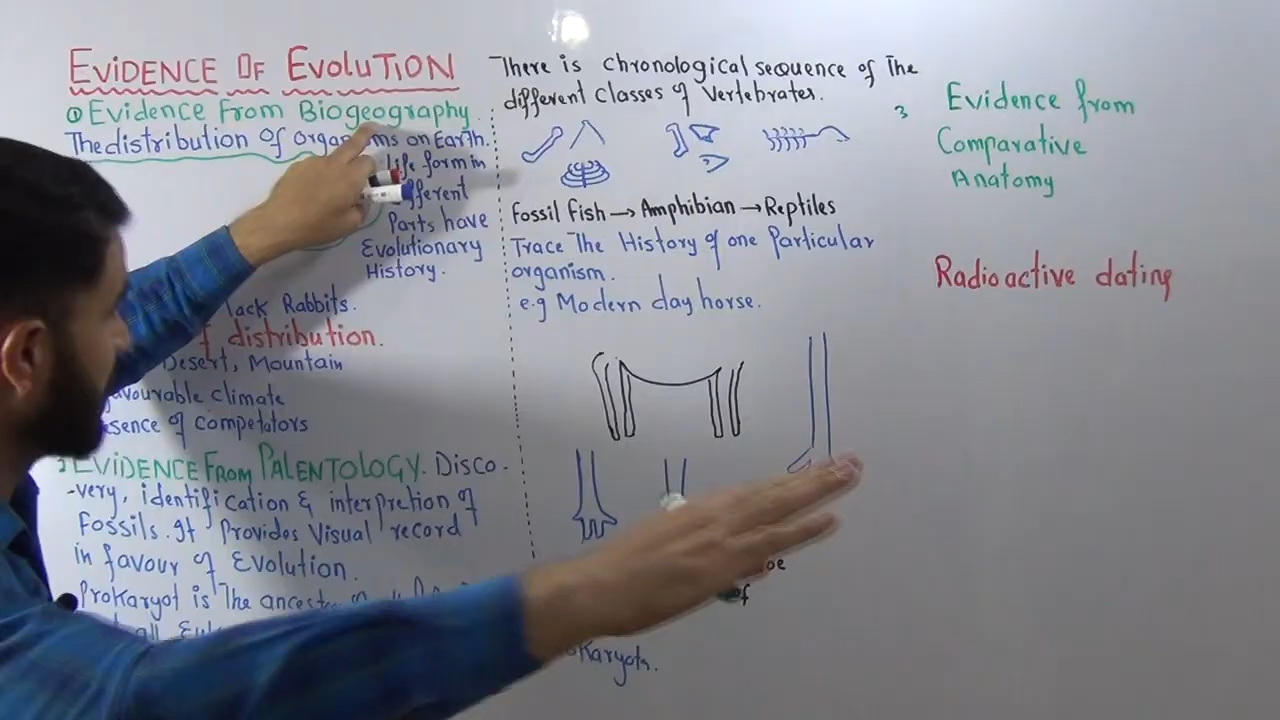 EVIDENCE OF EVOLUTION
① Evidence From Biogeography.
The distribution of organisms on Earth.
life form in
different
Parts have
Evolutionary
History.
lack Rabbits.
distribution.
Desert, Mountain
favourable climate
of competators
2 EVIDENCE FROM PALENTOLOGY. Disco-
-very, identification & interpretion of
Fossils. It Provides Visual record
in favour of Evolution.
Prokaryot is The
all
There is chronological sequence of The
different Classes of Vertebrates.
Fossil fish → Amphibian → Reptiles
Trace The History of one Particular
organism.
e.g Modern day horse.
of
3 Evidence from
Comparative
Anatomy
Radioactive dating